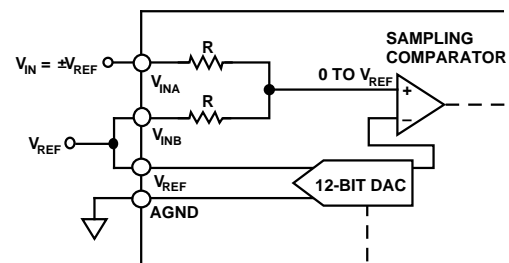 SAMPLING
COMPARATOR
V_IN = ±V_REF
R
V_INA
0 TO V_REF
+
R
V_INB
–
V_REF
V_REF
12-BIT DAC
AGND